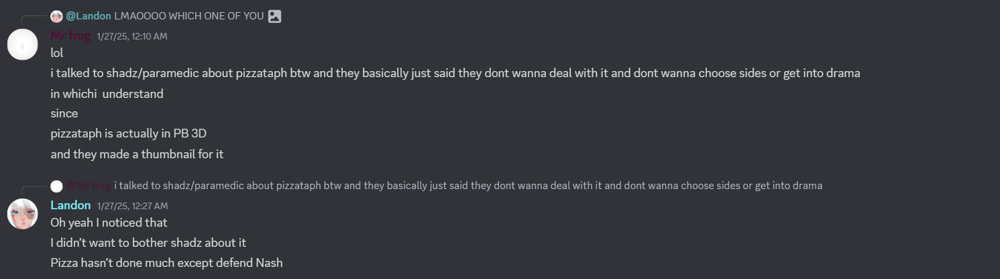 @Landon LMAOOOO WHICH ONE OF YOU
Mr frog 1/27/25, 12:10 AM
lol
i talked to shadz/paramedic about pizzataph btw and they basically just said they dont wanna deal with it and dont wanna choose sides or get into drama
in whichi  understand
since
pizzataph is actually in PB 3D
and they made a thumbnail for it
@Mr frog i talked to shadz/paramedic about pizzataph btw and they basically just said they dont wanna deal with it and dont wanna choose sides or get into drama
Landon 1/27/25, 12:27 AM
Oh yeah I noticed that
I didn't want to bother shadz about it
Pizza hasn't done much except defend Nash